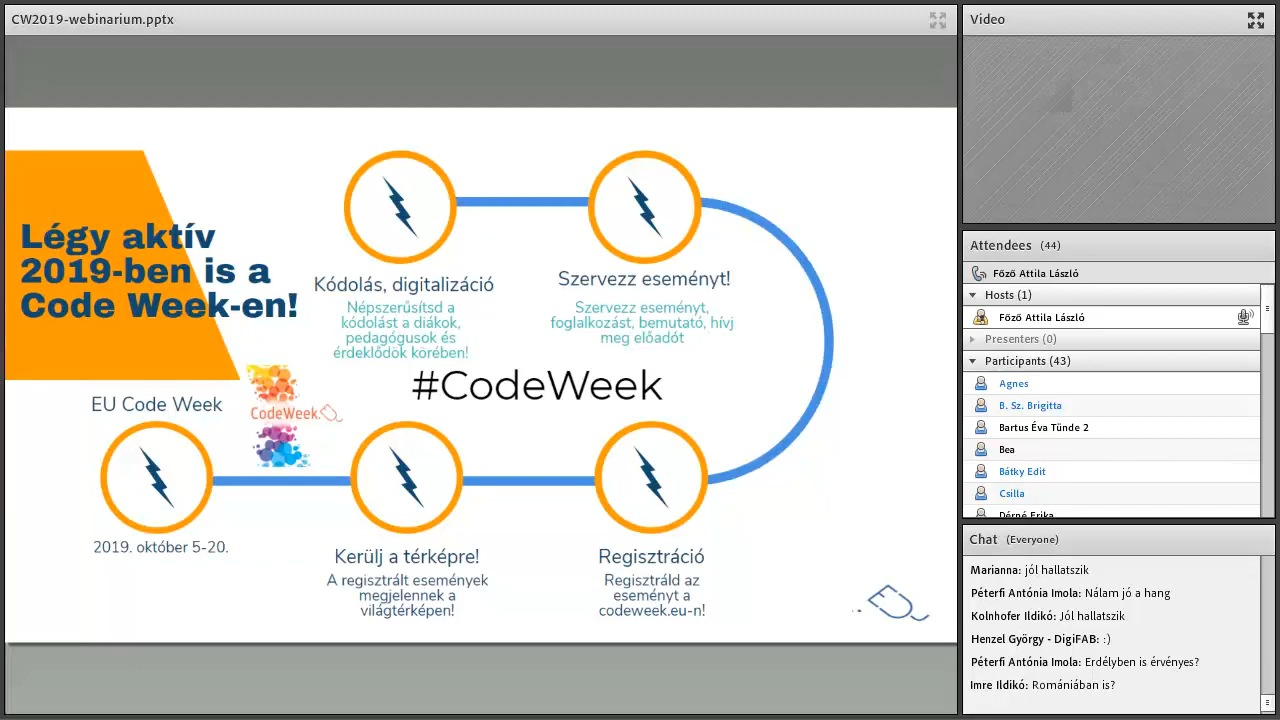 CW2019-webinarium.pptx
Légy aktív
2019-ben is a
Code Week-en!
Kódolás, digitalizáció
Népszerűsítsd a
kódolást a diákok,
pedagógusok és
érdeklődök körében!
Szervezz eseményt!
Szervezz eseményt,
foglalkozást, bemutató, hívj
meg előadót
#CodeWeek
EU Code Week
CodeWeek
2019. október 5-20.
Kerülj a térképre!
A regisztrált események
megjelennek a
világtérképen!
Regisztráció
Regisztráld az
eseményt a
codeweek.eu-n!
Video
Attendees (44)
Főző Attila László
Hosts (1)
Főző Attila László
Presenters (0)
Participants (43)
Agnes
B. Sz. Brigitta
Bartus Éva Tünde 2
Bea
Bátky Edit
Csilla
Dérné Erika
Chat (Everyone)
Marianna: jól hallatszik
Péterfi Antónia Imola: Nálam jó a hang
Kolnhofer Ildikó: Jól hallatszik
Henzel György - DigiFAB: :)
Péterfi Antónia Imola: Erdélyben is érvényes?
Imre Ildikó: Romániában is?